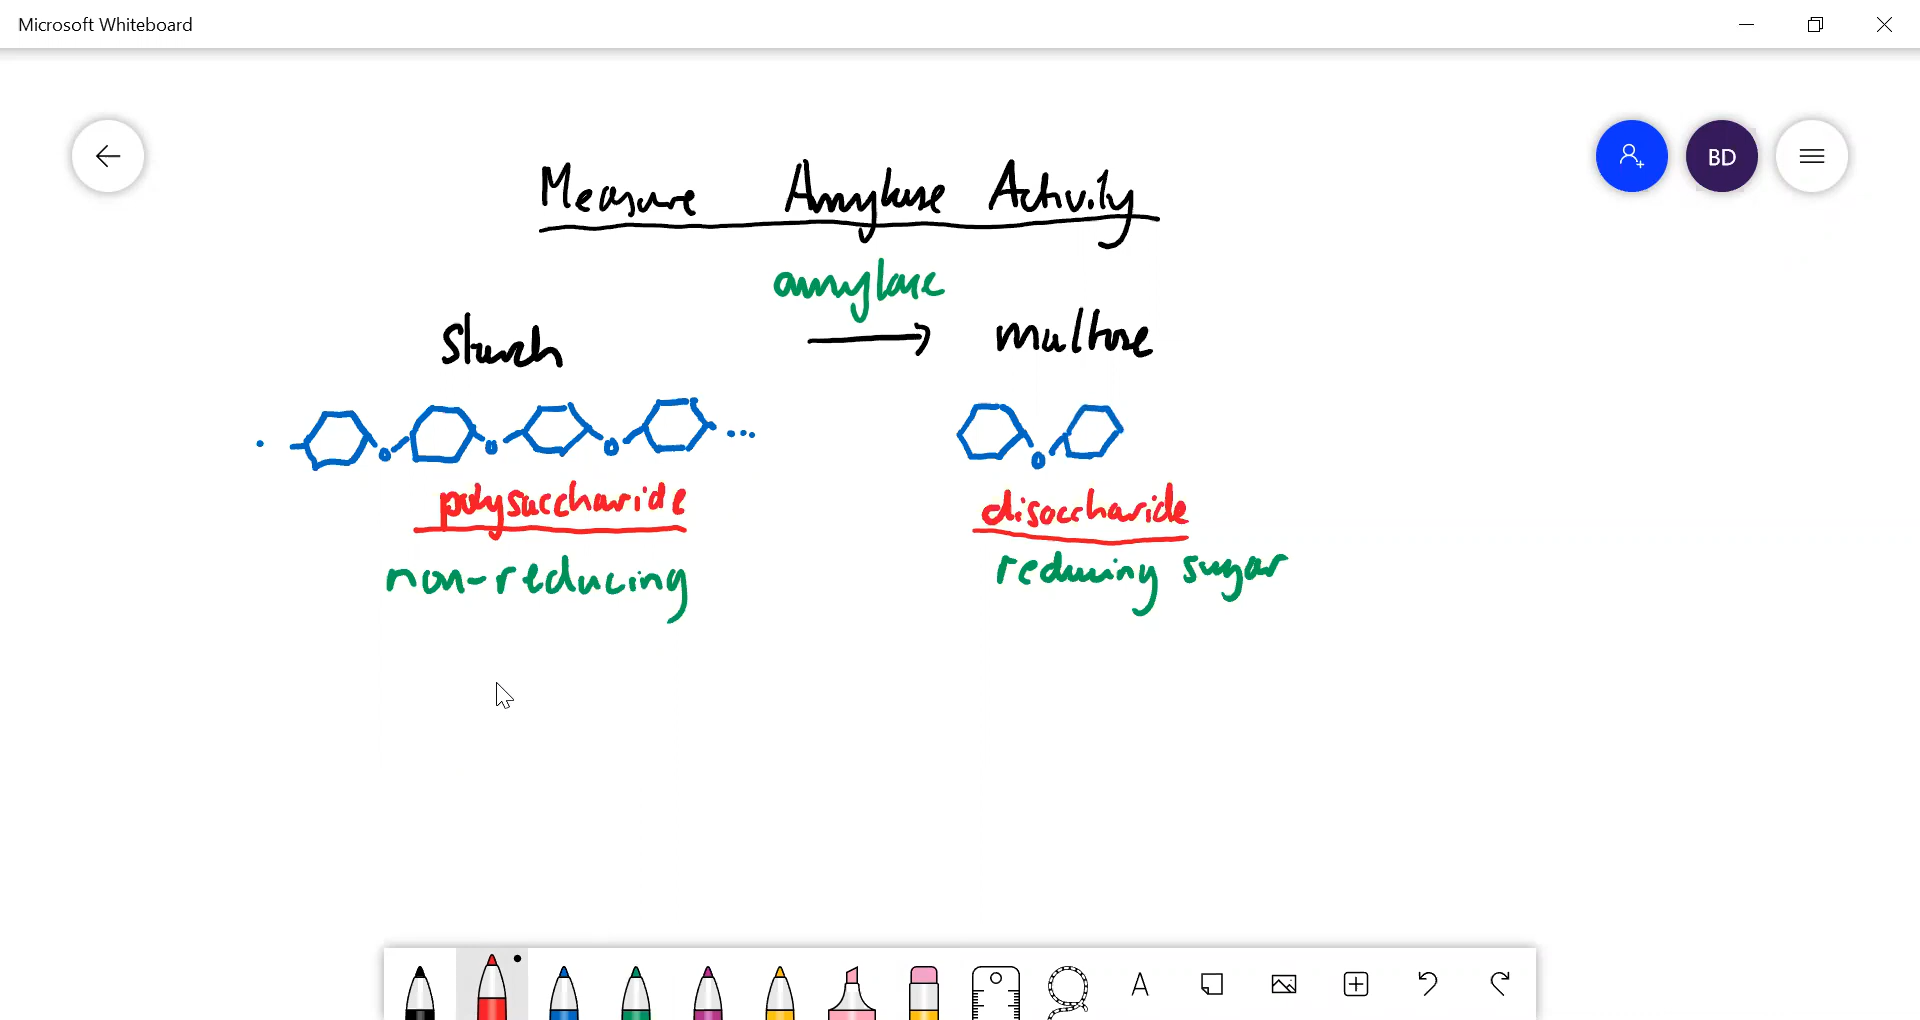 Microsoft Whiteboard
BD
Measure Amylase Activity
amylase
Starch → maltose
polysaccharide
disaccharide
non-reducing
reducing sugar
A